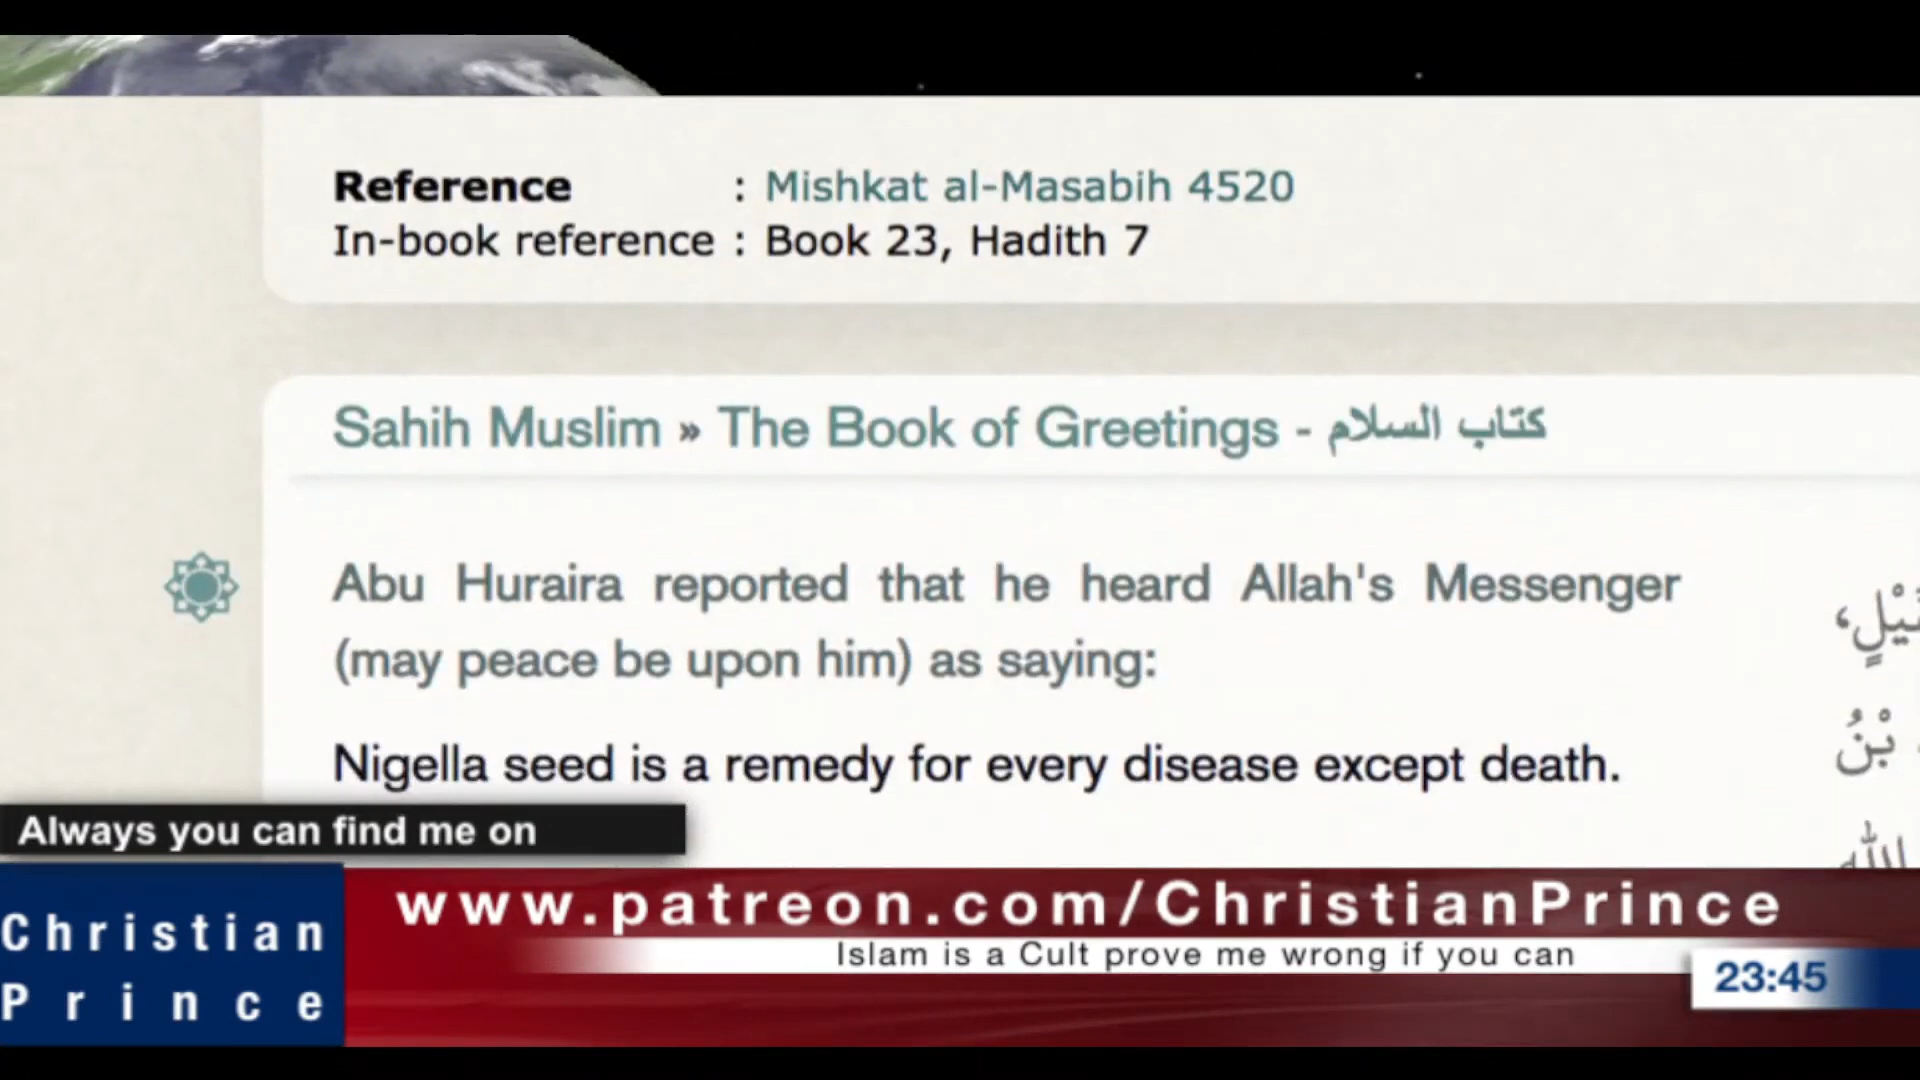 Reference : Mishkat al-Masabih 4520
In-book reference : Book 23, Hadith 7
Sahih Muslim » The Book of Greetings - كتاب السلام
Abu Huraira reported that he heard Allah's Messenger
(may peace be upon him) as saying:
Nigella seed is a remedy for every disease except death.
بْنُ
Always you can find me on
Christian
Prince
www.patreon.com/ChristianPrince
Islam is a Cult prove me wrong if you can
23:45